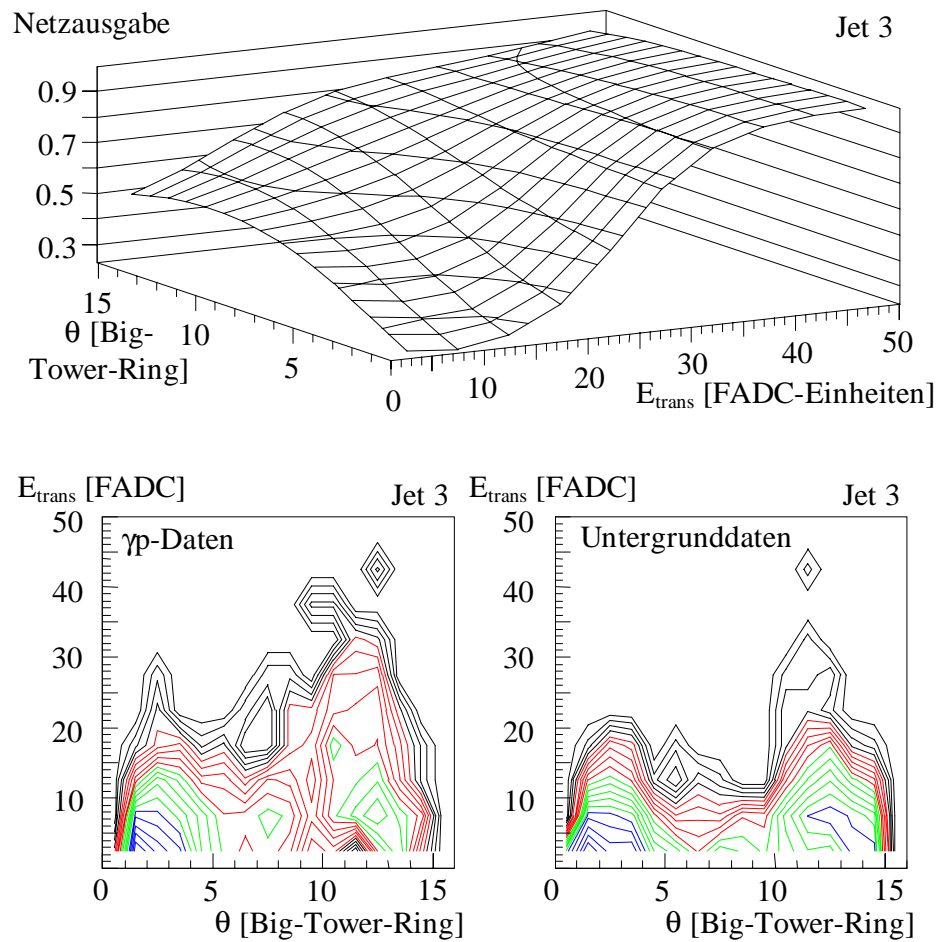 Netzausgabe
Jet 3
0.9
0.7
0.5
0.3
15
10
5
θ [Big-
Tower-Ring]
0
10
20
30
40
50
E_trans [FADC-Einheiten]
E_trans [FADC]
Jet 3
50
40
30
20
10
γp-Daten
0
5
10
15
θ [Big-Tower-Ring]
E_trans [FADC]
Jet 3
50
40
30
20
10
Untergrunddaten
0
5
10
15
θ [Big-Tower-Ring]